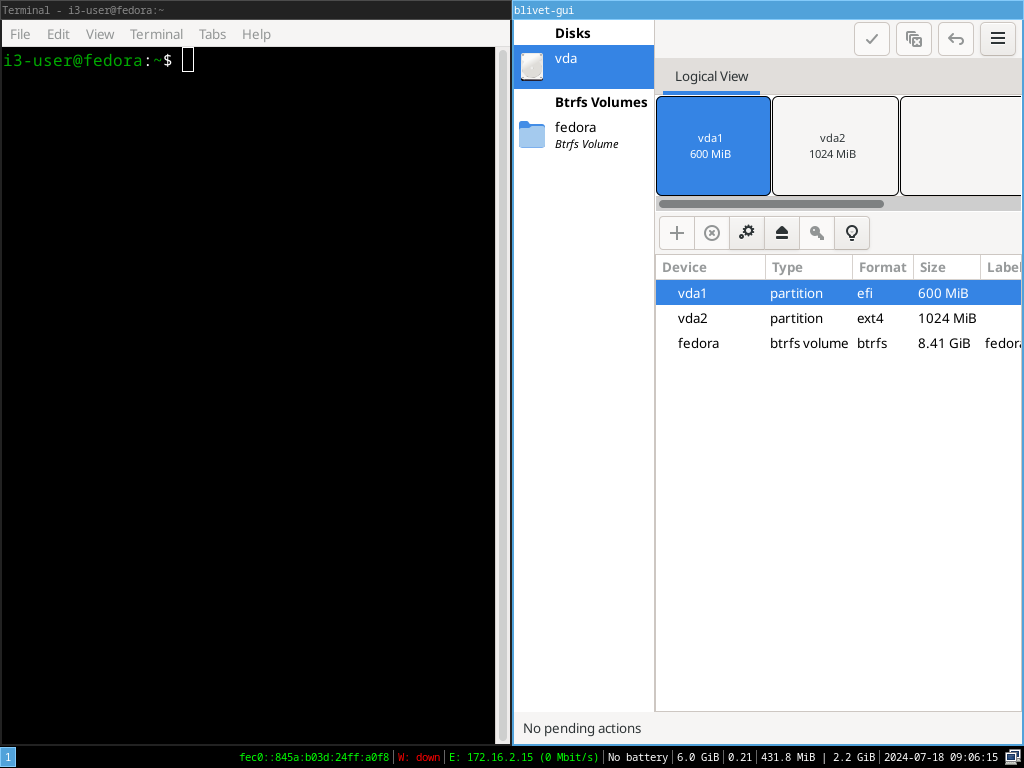 Terminal - i3-user@fedora:~
File Edit View Terminal Tabs Help
i3-user@fedora:~$
blivet-gui
Disks
vda
Btrfs Volumes
fedora
Btrfs Volume
Logical View
vda1
600 MiB
vda2
1024 MiB
Device Type Format Size Label
vda1 partition efi 600 MiB
vda2 partition ext4 1024 MiB
fedora btrfs volume btrfs 8.41 GiB fedora
No pending actions
1 fec0::845a:b03d:24ff:a0f8 W: down E: 172.16.2.15 (0 Mbit/s) No battery 6.0 GiB 0.21 431.8 MiB | 2.2 GiB 2024-07-18 09:06:15